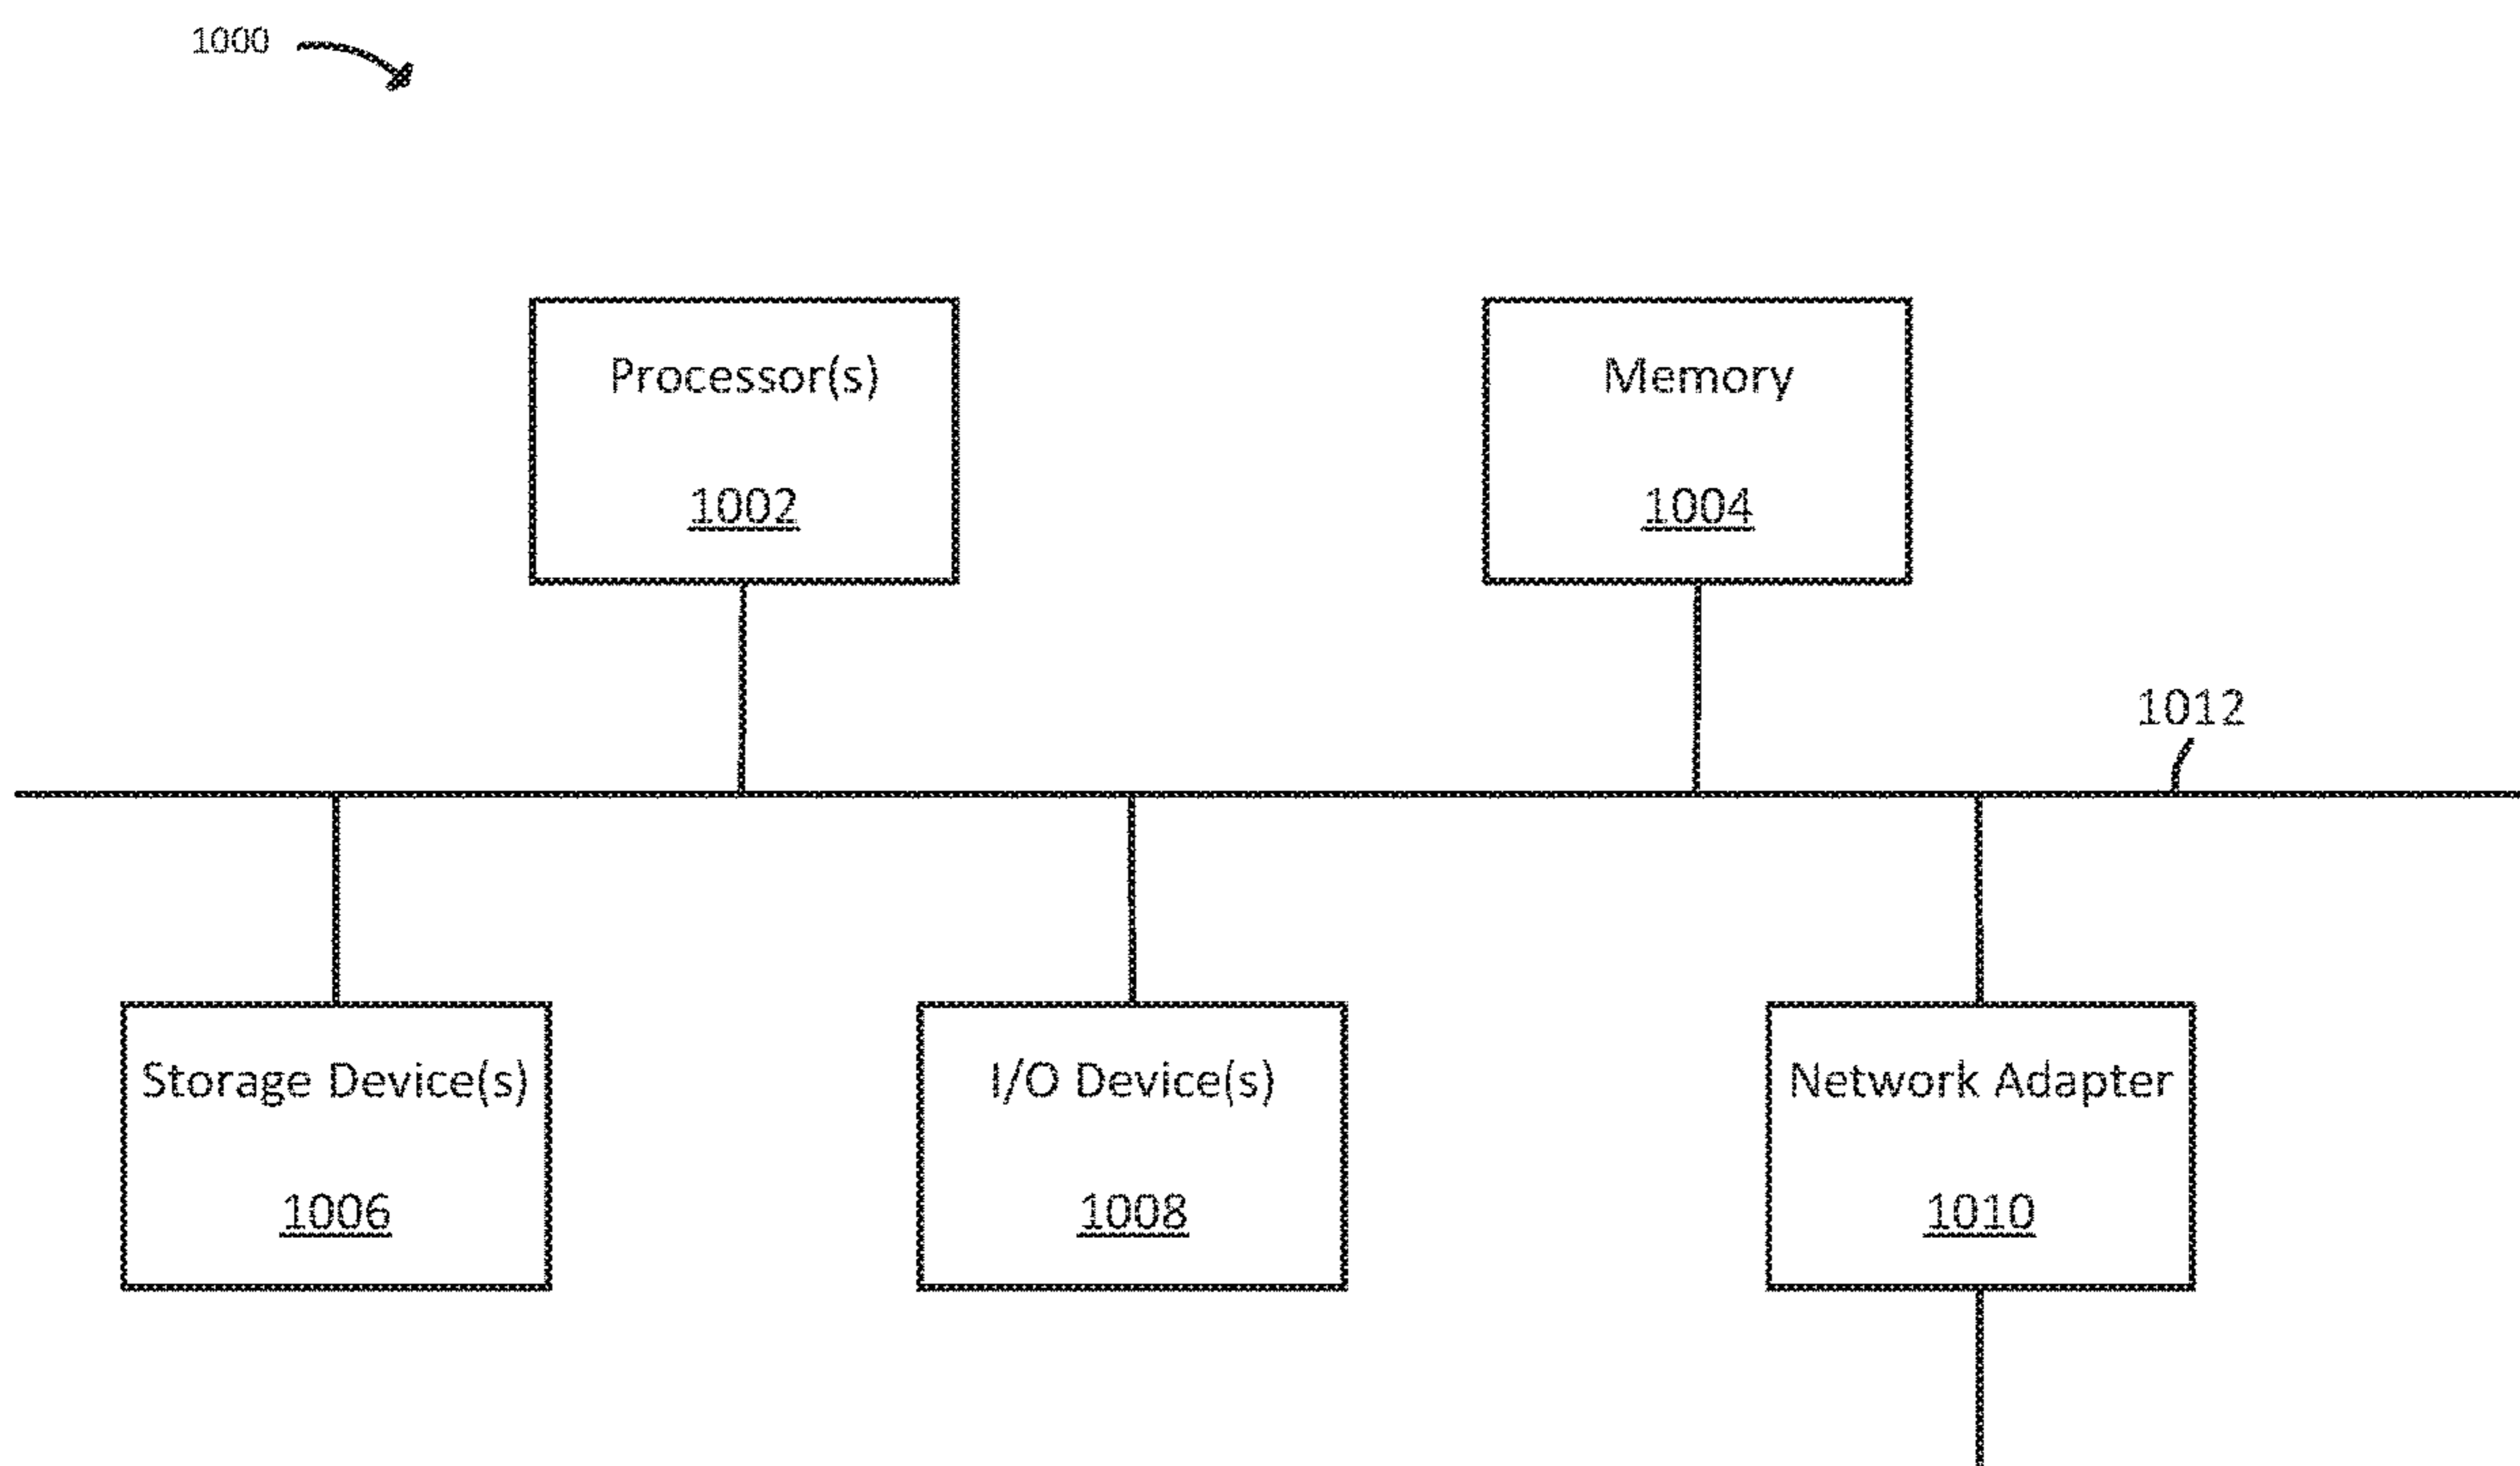 1000
Processor(s)
1002
Memory
1004
1012
Storage Device(s)
1006
I/O Device(s)
1008
Network Adapter
1010